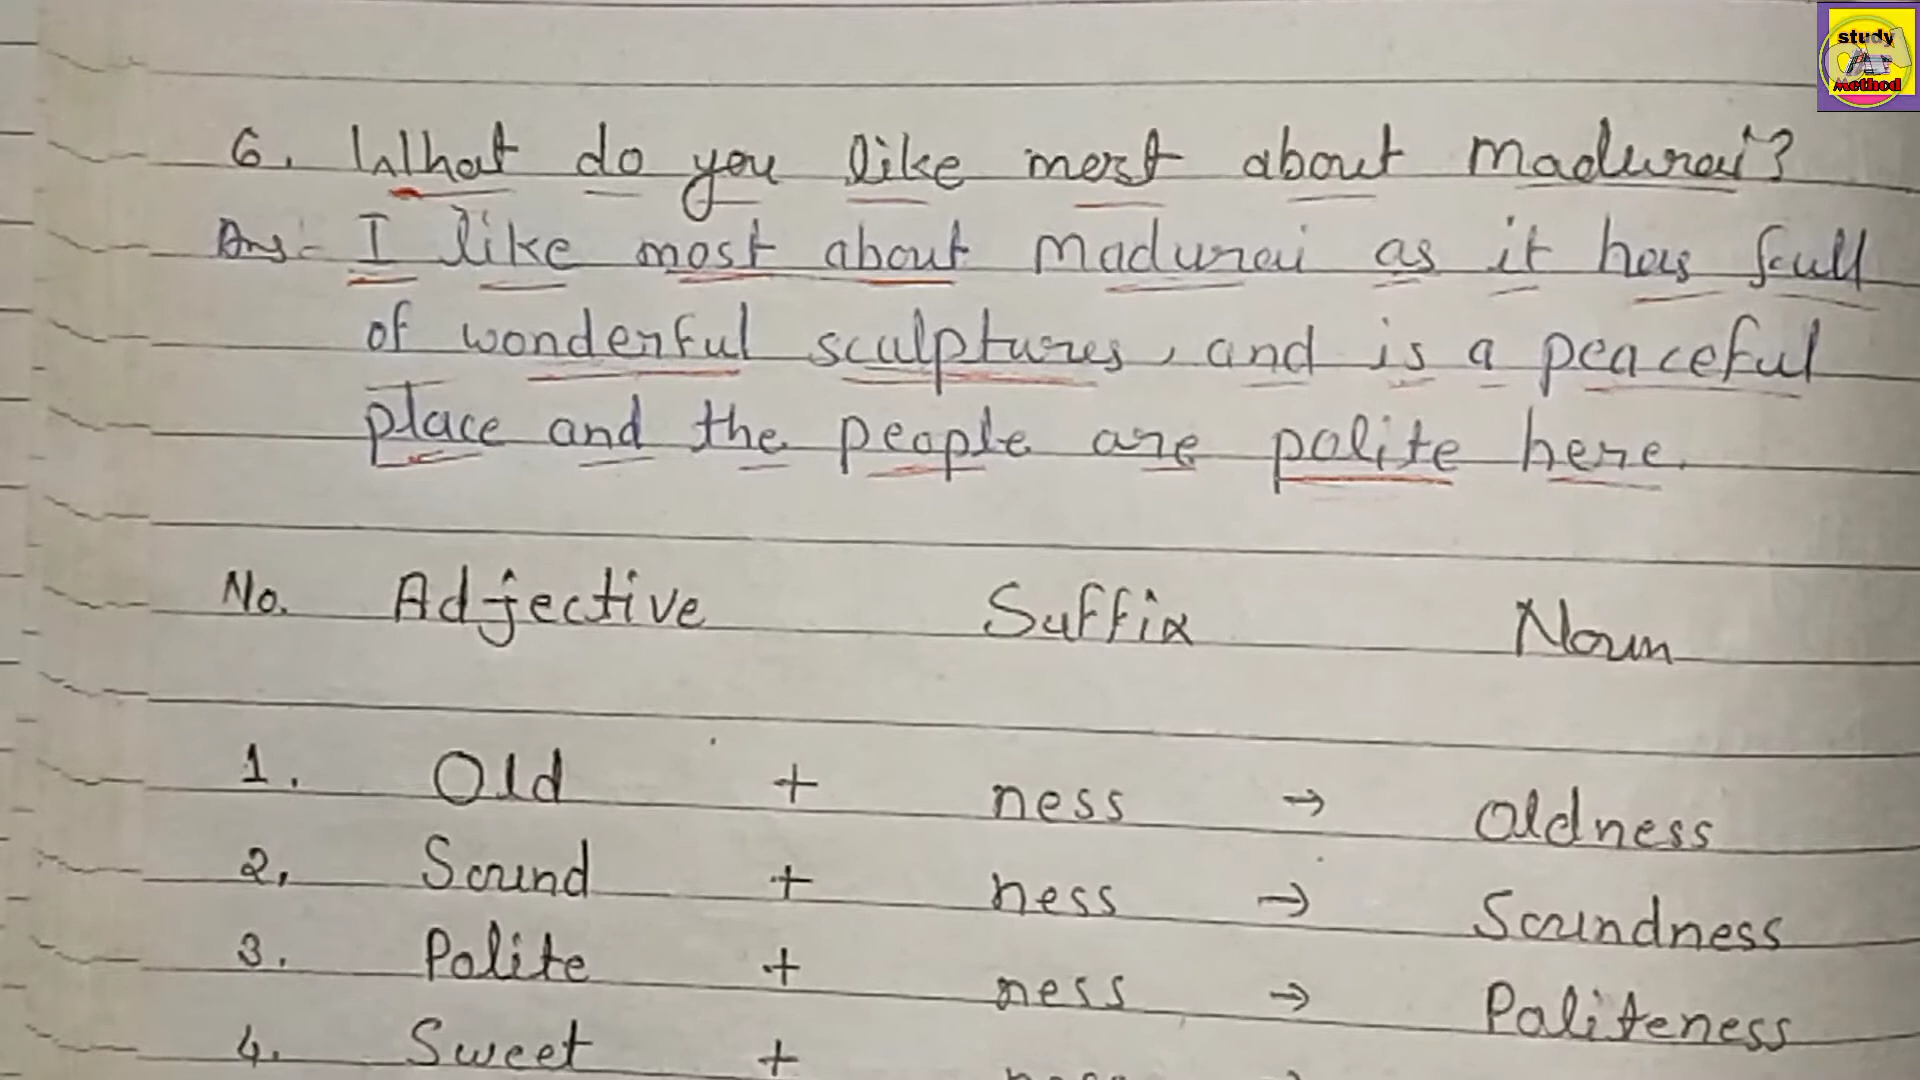 study
Method
6. What do you like most about Madurai?
Ans:- I like most about Madurai as it has full
of wonderful sculptures, and is a peaceful
place and the people are polite here.
No. Adjective Suffix Noun
1. Old + ness → Oldness
2. Sound + ness → Soundness
3. Polite + ness → Politeness
4. Sweet +